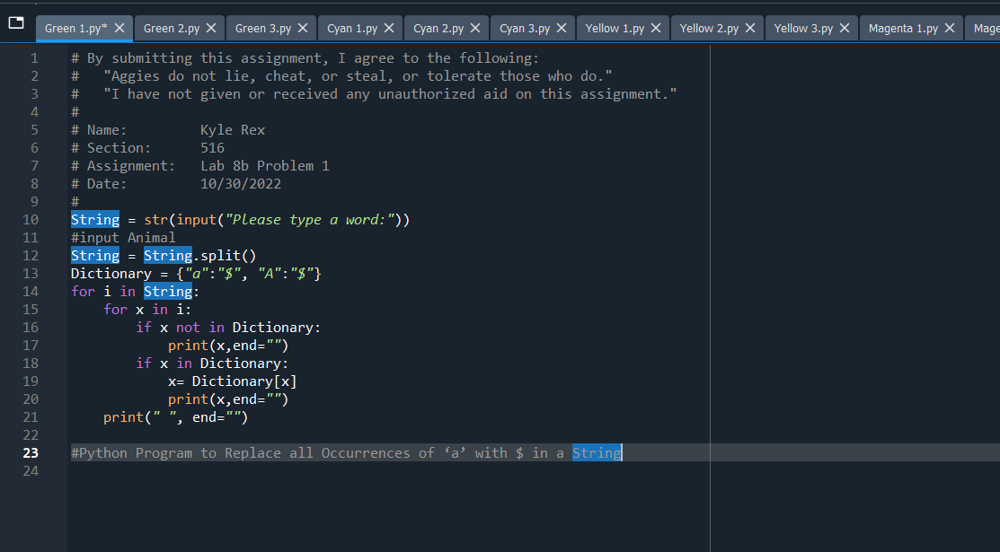 Green 1.py* Green 2.py Green 3.py Cyan 1.py Cyan 2.py Cyan 3.py Yellow 1.py Yellow 2.py Yellow 3.py Magenta 1.py Mage
1 # By submitting this assignment, I agree to the following:
2 #   "Aggies do not lie, cheat, or steal, or tolerate those who do."
3 #   "I have not given or received any unauthorized aid on this assignment."
4 #
5 # Name:         Kyle Rex
6 # Section:      516
7 # Assignment:   Lab 8b Problem 1
8 # Date:         10/30/2022
9 #
10 String = str(input("Please type a word:"))
11 #input Animal
12 String = String.split()
13 Dictionary = {"a":"$", "A":"$"}
14 for i in String:
15     for x in i:
16         if x not in Dictionary:
17             print(x,end="")
18         if x in Dictionary:
19             x= Dictionary[x]
20             print(x,end="")
21     print(" ", end="")
22
23 #Python Program to Replace all Occurrences of ‘a’ with $ in a String
24